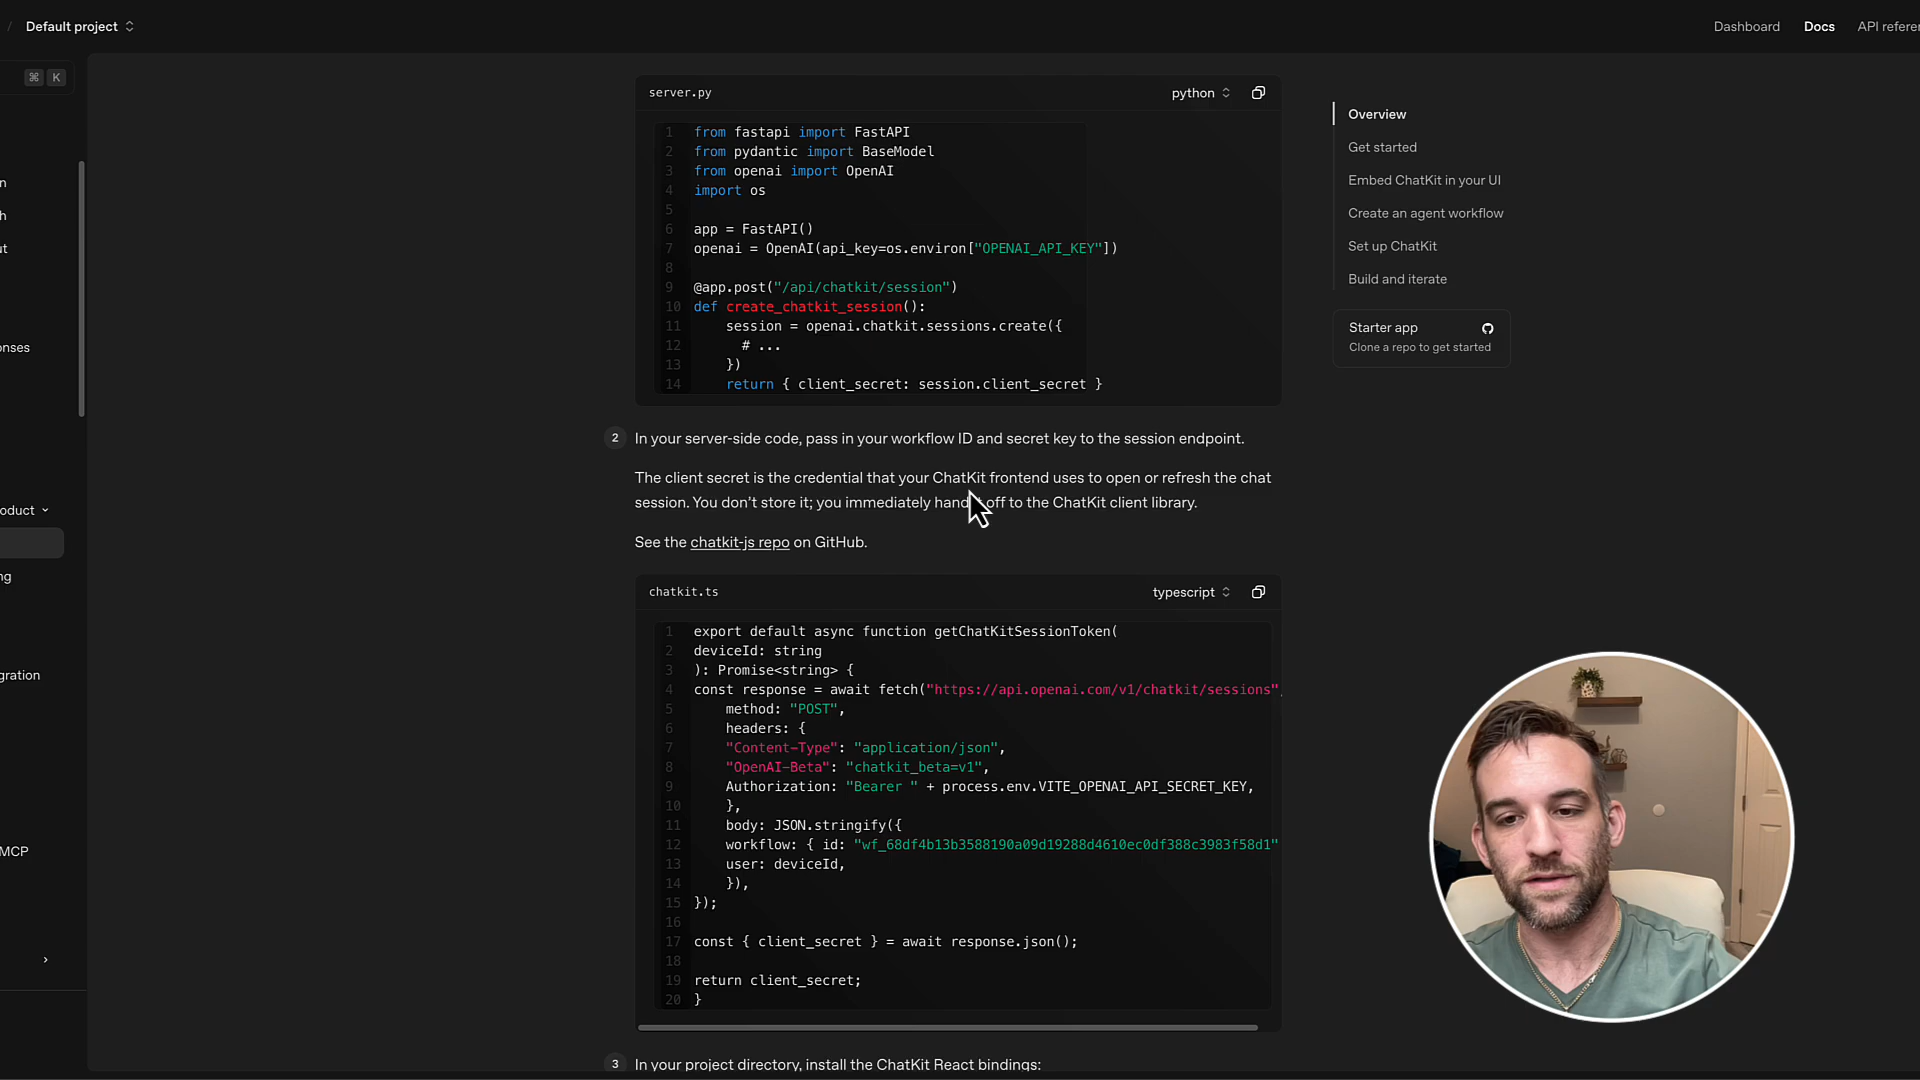 / Default project
Dashboard Docs API refere
⌘ K
server.py
python
1 from fastapi import FastAPI
2 from pydantic import BaseModel
3 from openai import OpenAI
4 import os
5
6 app = FastAPI()
7 openai = OpenAI(api_key=os.environ["OPENAI_API_KEY"])
8
9 @app.post("/api/chatkit/session")
10 def create_chatkit_session():
11 session = openai.chatkit.sessions.create({
12 # ...
13 })
14 return { client_secret: session.client_secret }
Overview
Get started
Embed ChatKit in your UI
Create an agent workflow
Set up ChatKit
Build and iterate
Starter app
Clone a repo to get started
n
h
ut
onses
oduct
ng
gration
MCP
2 In your server-side code, pass in your workflow ID and secret key to the session endpoint.
The client secret is the credential that your ChatKit frontend uses to open or refresh the chat
session. You don't store it; you immediately hand it off to the ChatKit client library.
See the chatkit-js repo on GitHub.
chatkit.ts
typescript
1 export default async function getChatKitSessionToken(
2 deviceId: string
3 ): Promise<string> {
4 const response = await fetch("https://api.openai.com/v1/chatkit/sessions",
5 method: "POST",
6 headers: {
7 "Content-Type": "application/json",
8 "OpenAI-Beta": "chatkit_beta=v1",
9 Authorization: "Bearer " + process.env.VITE_OPENAI_API_SECRET_KEY,
10 },
11 body: JSON.stringify({
12 workflow: { id: "wf_68df4b13b3588190a09d19288d4610ec0df388c3983f58d1"
13 user: deviceId,
14 }),
15 });
16
17 const { client_secret } = await response.json();
18
19 return client_secret;
20 }
3 In your project directory, install the ChatKit React bindings: